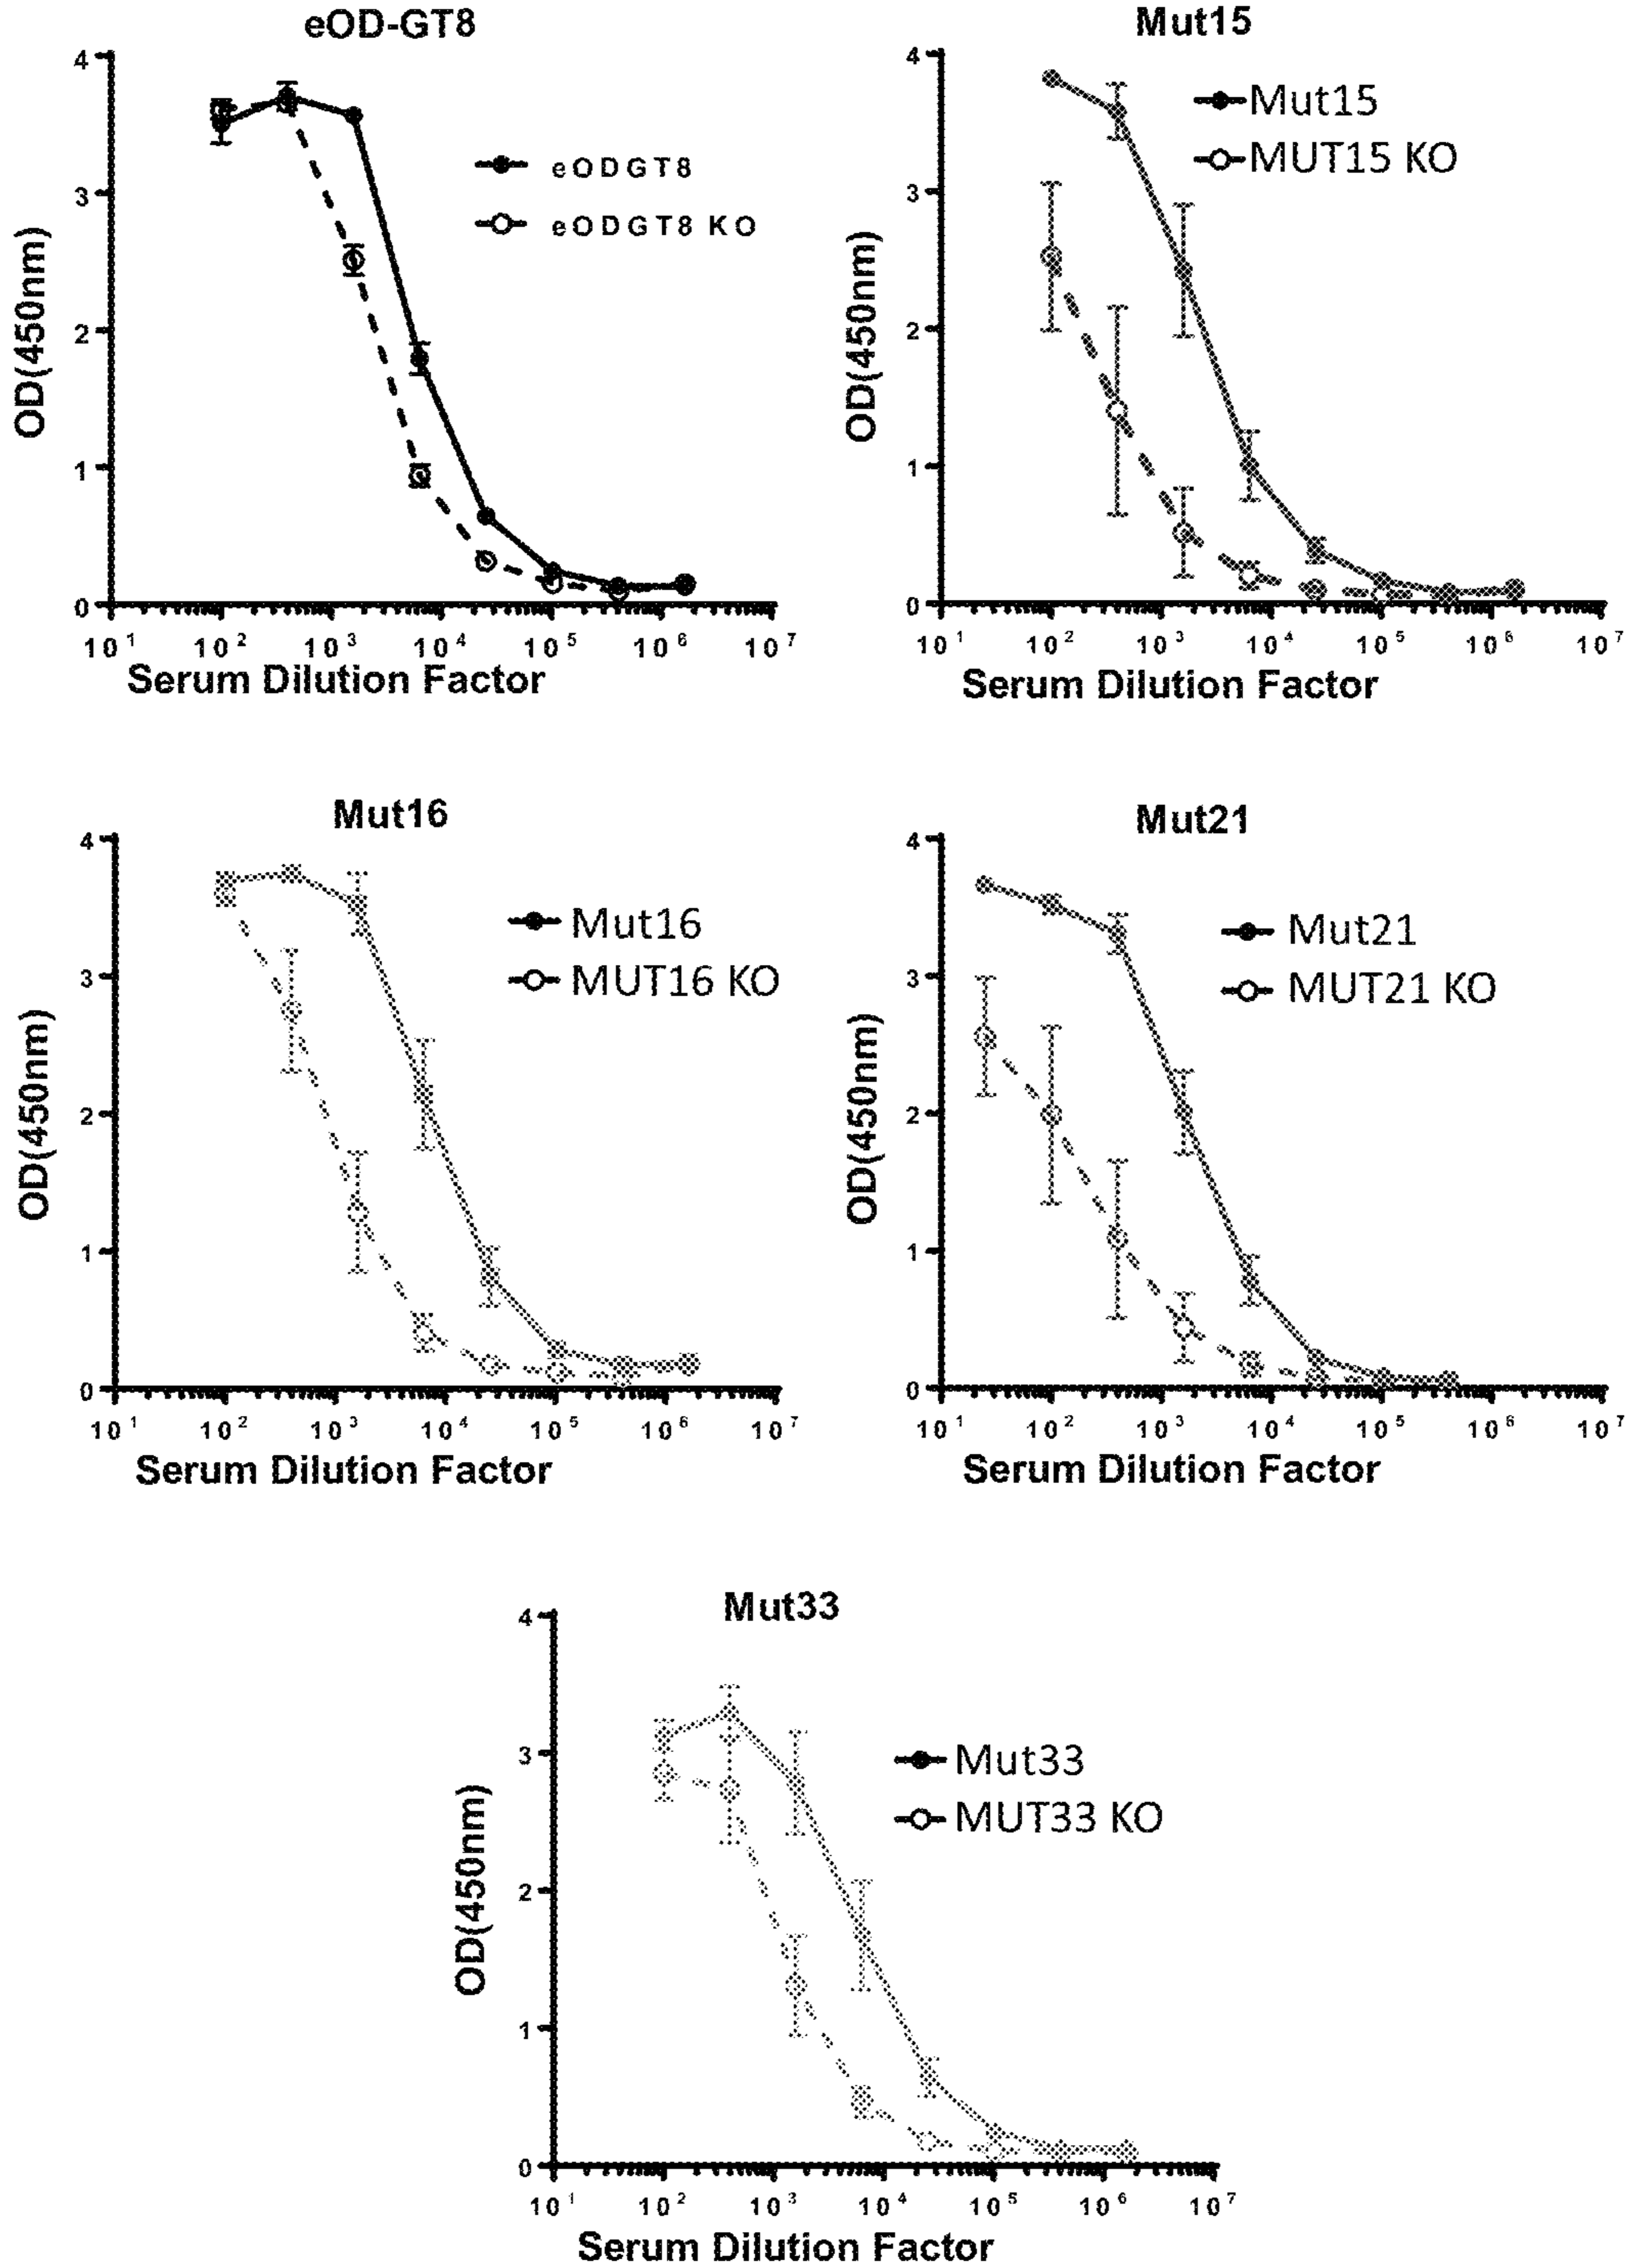 eOD-GT8
4
3
2
1
0
OD(450nm)
eODGT8
eODGT8 KO
10¹ 10² 10³ 10⁴ 10⁵ 10⁶ 10⁷
Serum Dilution Factor
Mut15
4
3
2
1
0
OD(450nm)
Mut15
MUT15 KO
10¹ 10² 10³ 10⁴ 10⁵ 10⁶ 10⁷
Serum Dilution Factor
Mut16
4
3
2
1
0
OD(450nm)
Mut16
MUT16 KO
10¹ 10² 10³ 10⁴ 10⁵ 10⁶ 10⁷
Serum Dilution Factor
Mut21
4
3
2
1
0
OD(450nm)
Mut21
MUT21 KO
10¹ 10² 10³ 10⁴ 10⁵ 10⁶ 10⁷
Serum Dilution Factor
Mut33
4
3
2
1
0
OD(450nm)
Mut33
MUT33 KO
10¹ 10² 10³ 10⁴ 10⁵ 10⁶ 10⁷
Serum Dilution Factor